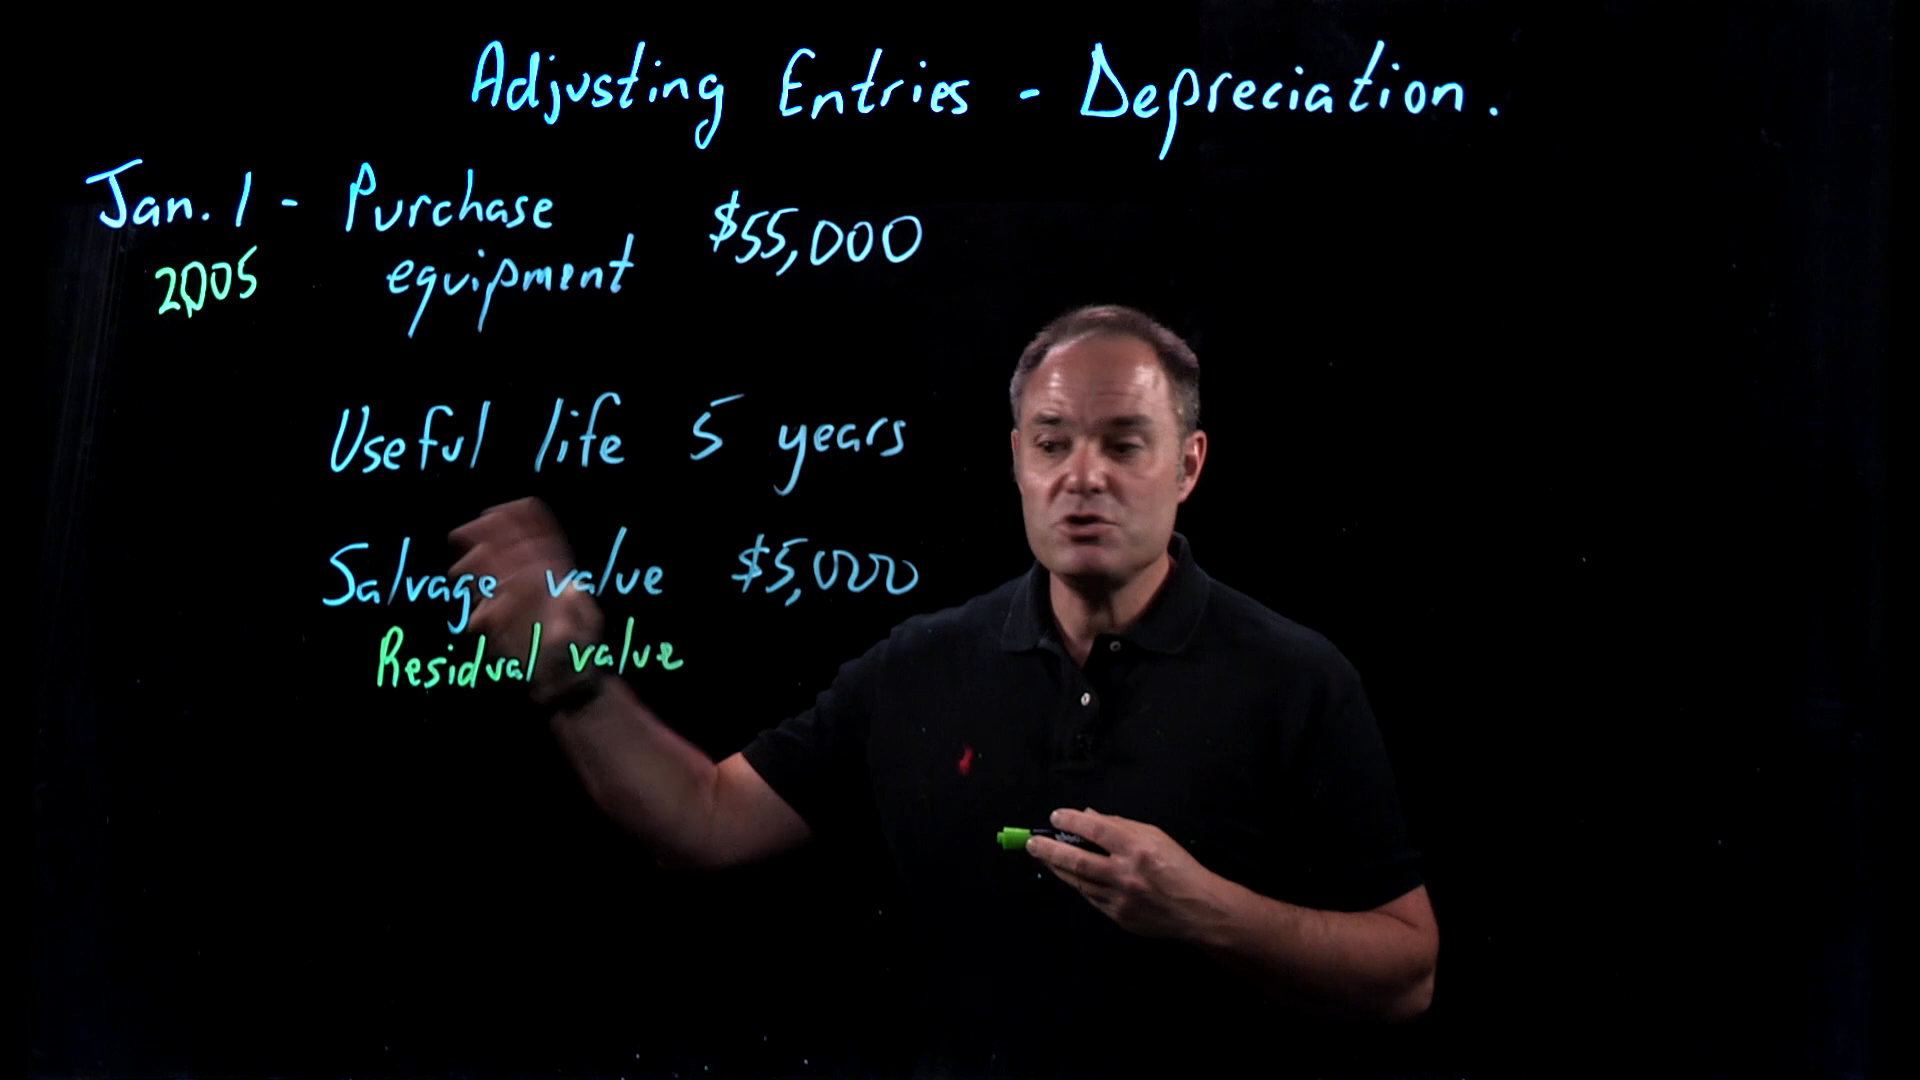 Adjusting Entries - Depreciation.
Jan. 1 - Purchase equipment $55,000
2005
Useful life 5 years
Salvage value $5,000
Residual value